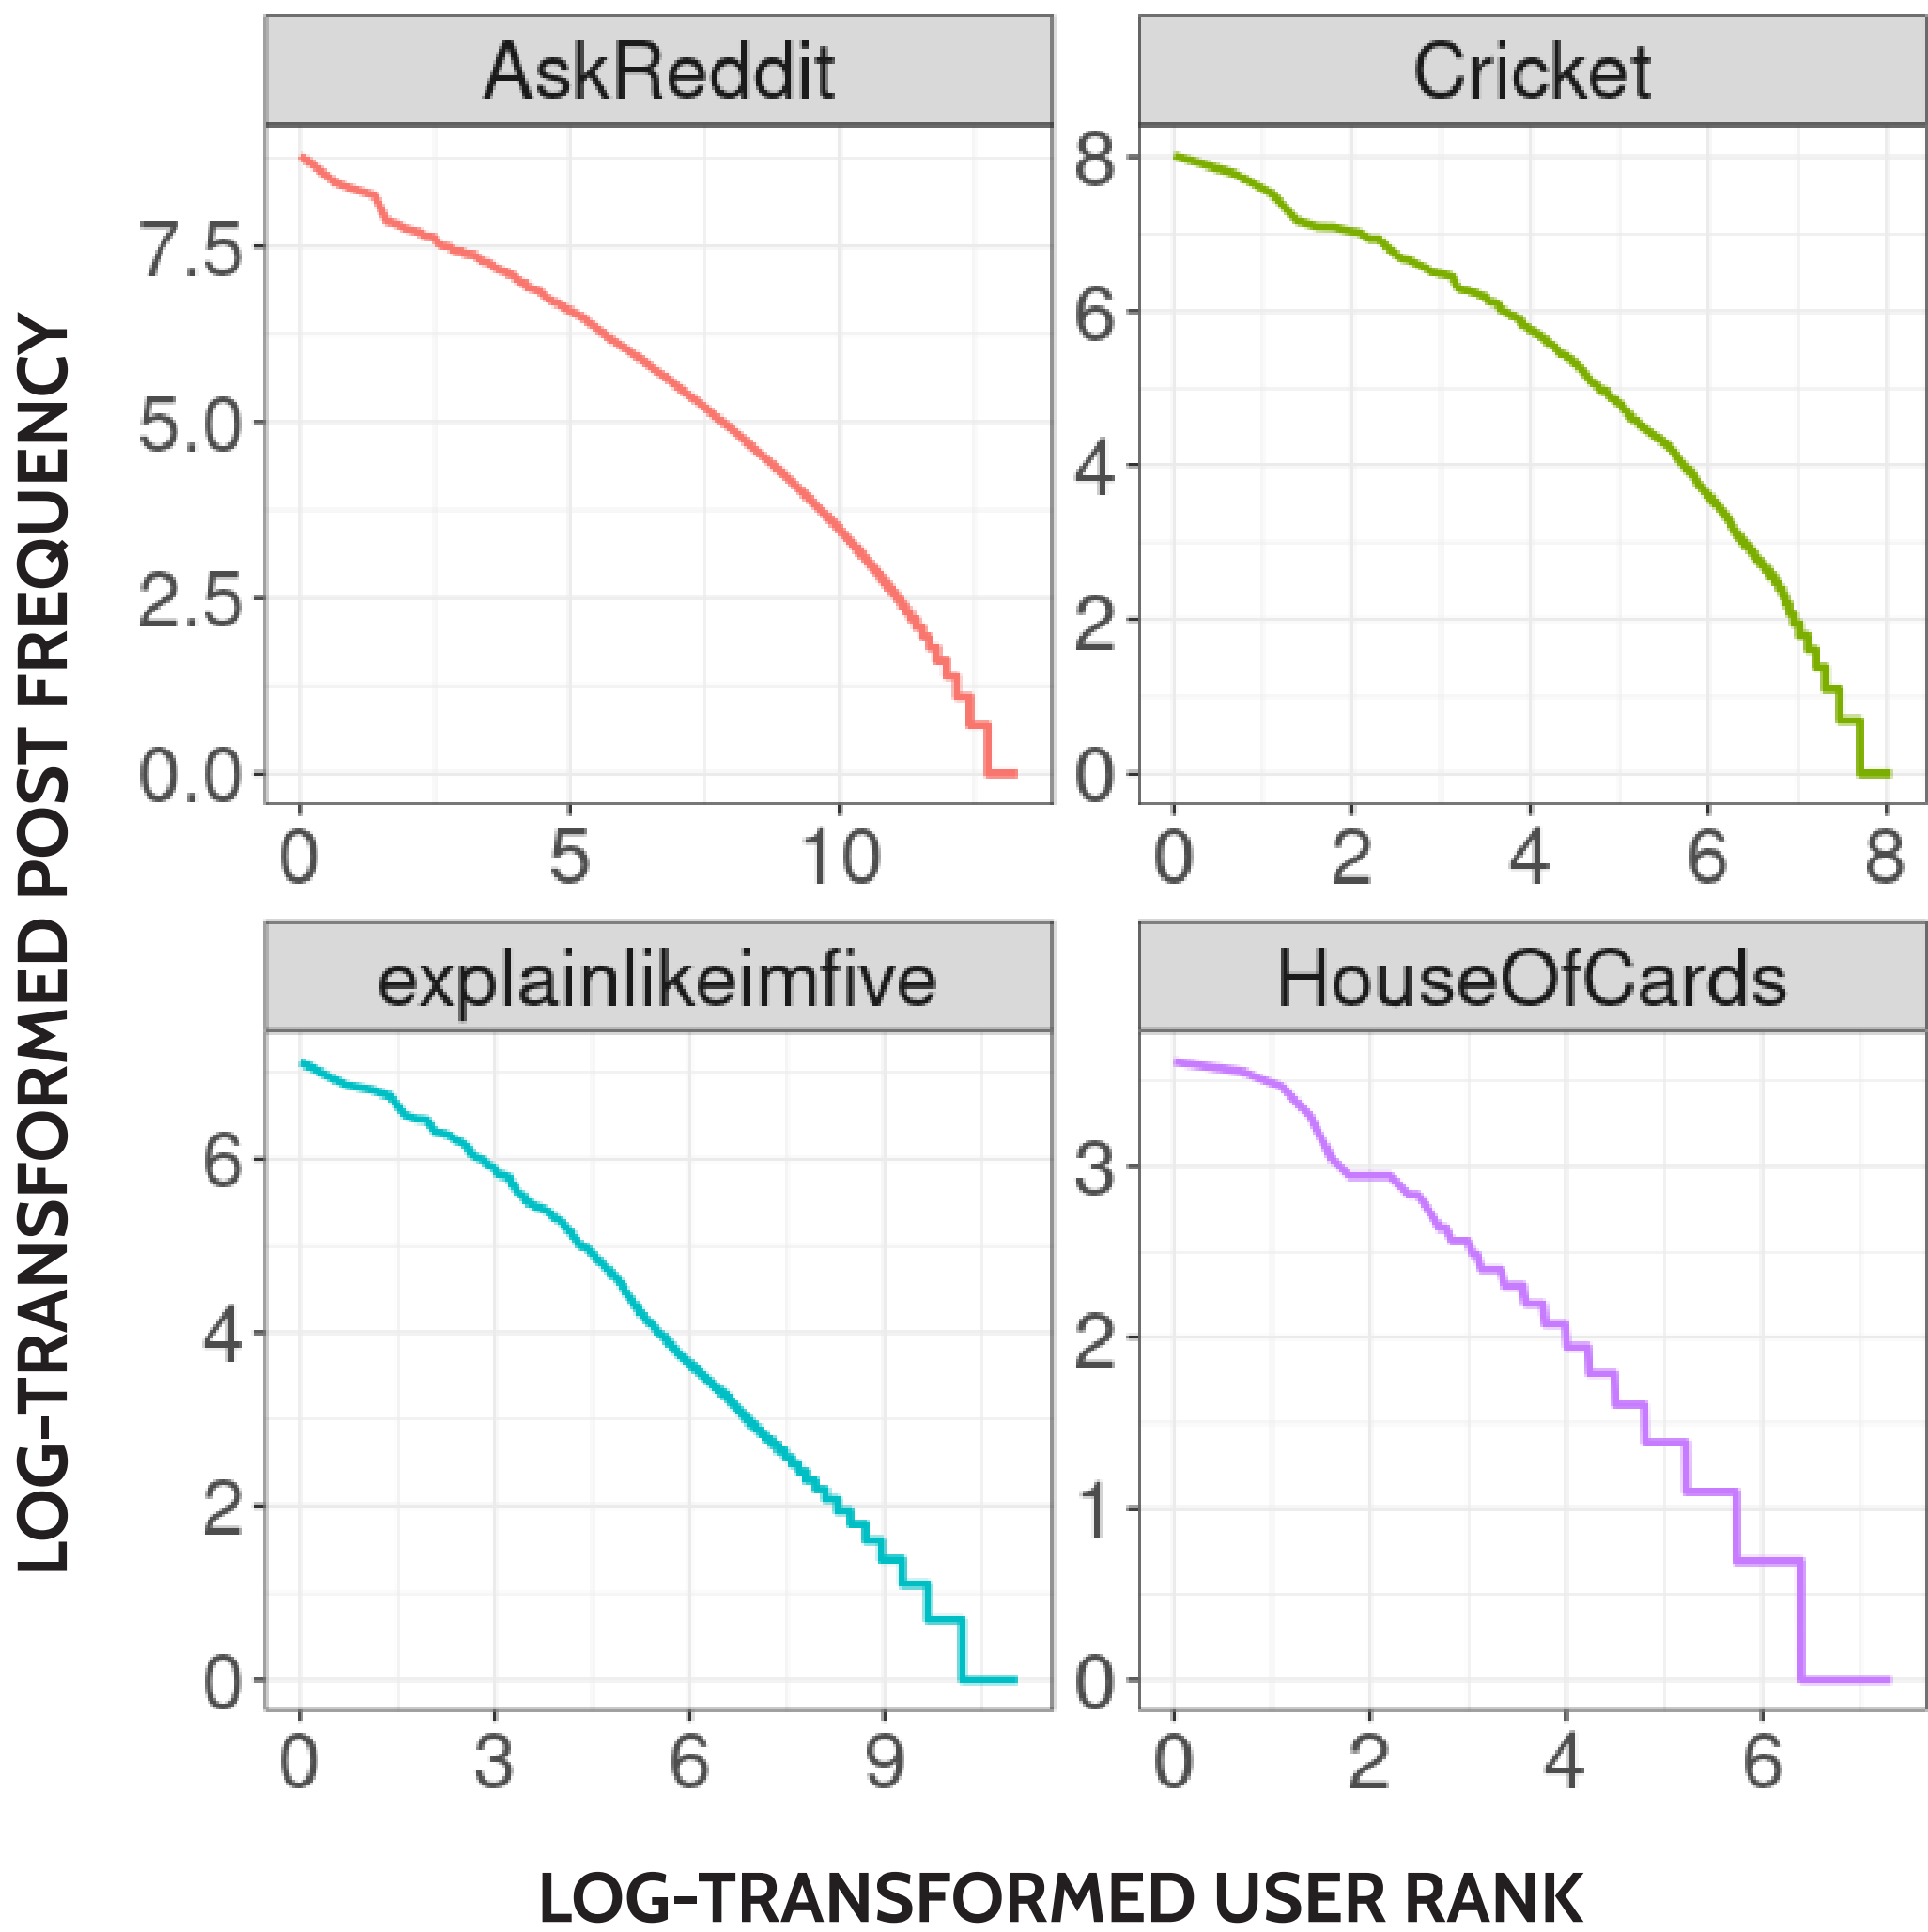 AskReddit
Cricket
LOG-TRANSFORMED POST FREQUENCY
7.5
5.0
2.5
0.0
0 5 10
8
6
4
2
0
0 2 4 6 8
explainlikeimfive
HouseOfCards
6
4
2
0
0 3 6 9
3
2
1
0
0 2 4 6
LOG-TRANSFORMED USER RANK